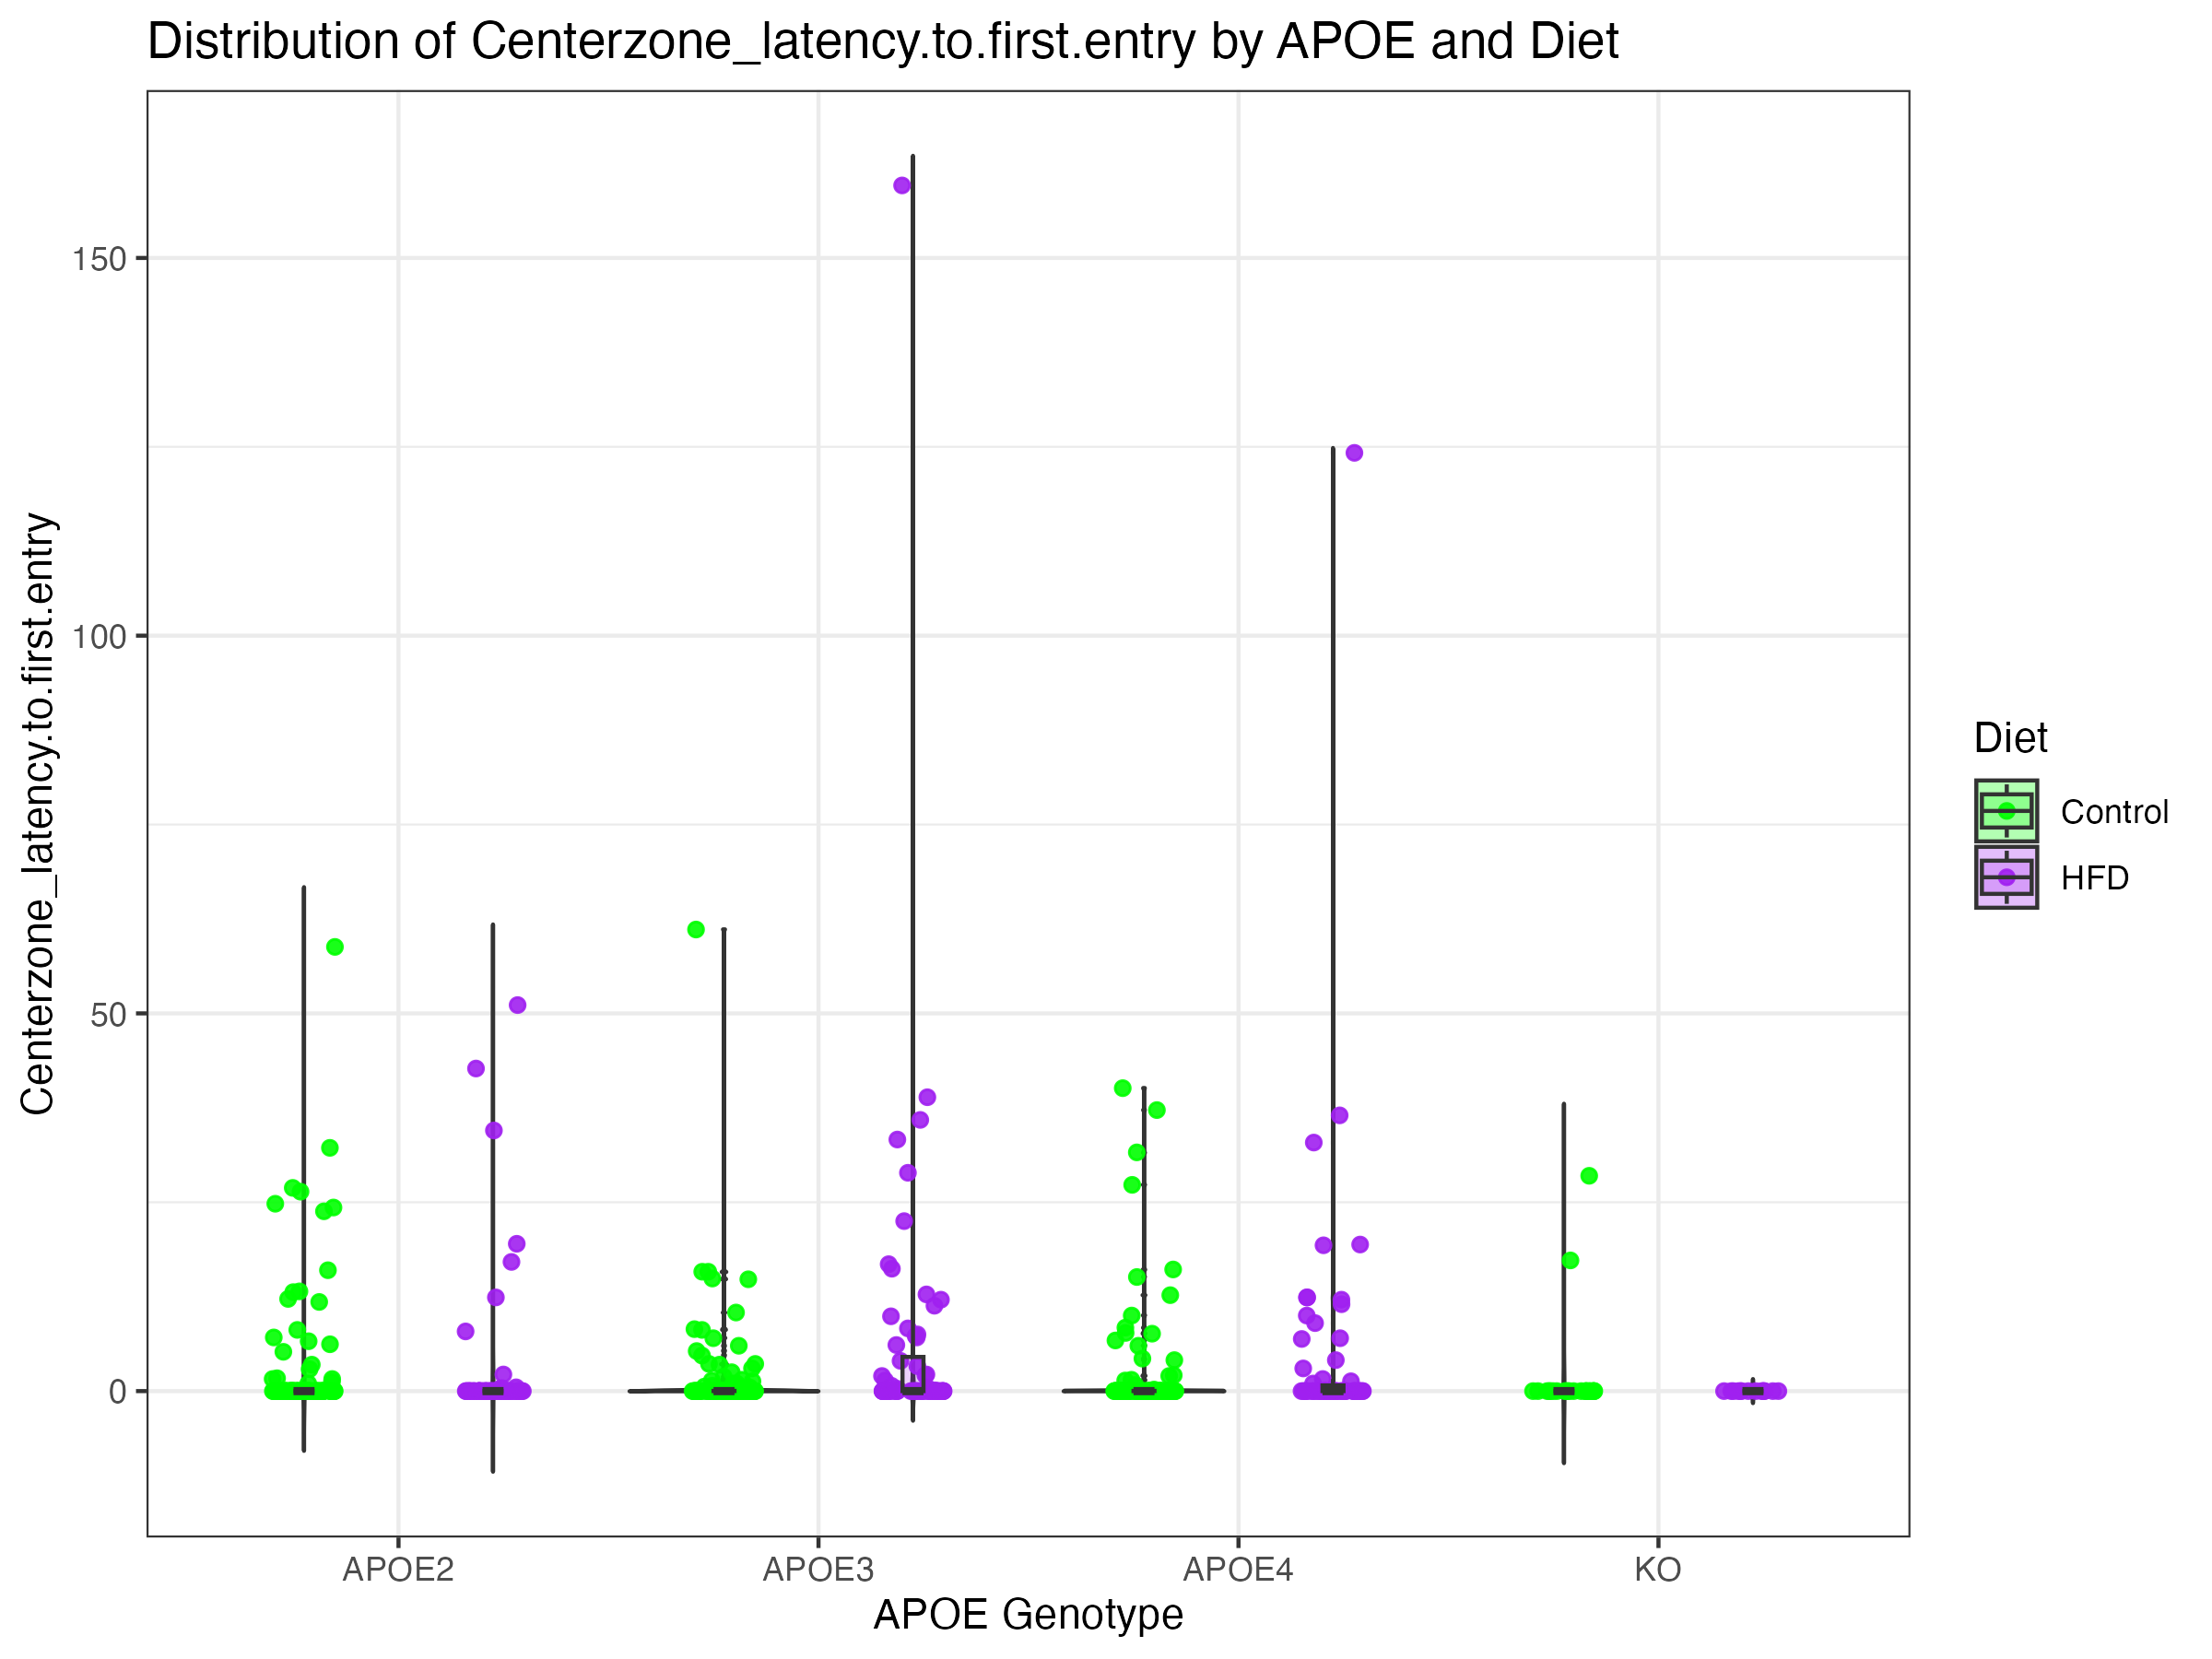 Distribution of Centerzone_latency.to.first.entry by APOE and Diet
Centerzone_latency.to.first.entry
150
100
50
0
APOE2
APOE3
APOE4
KO
APOE Genotype
Diet
Control
HFD